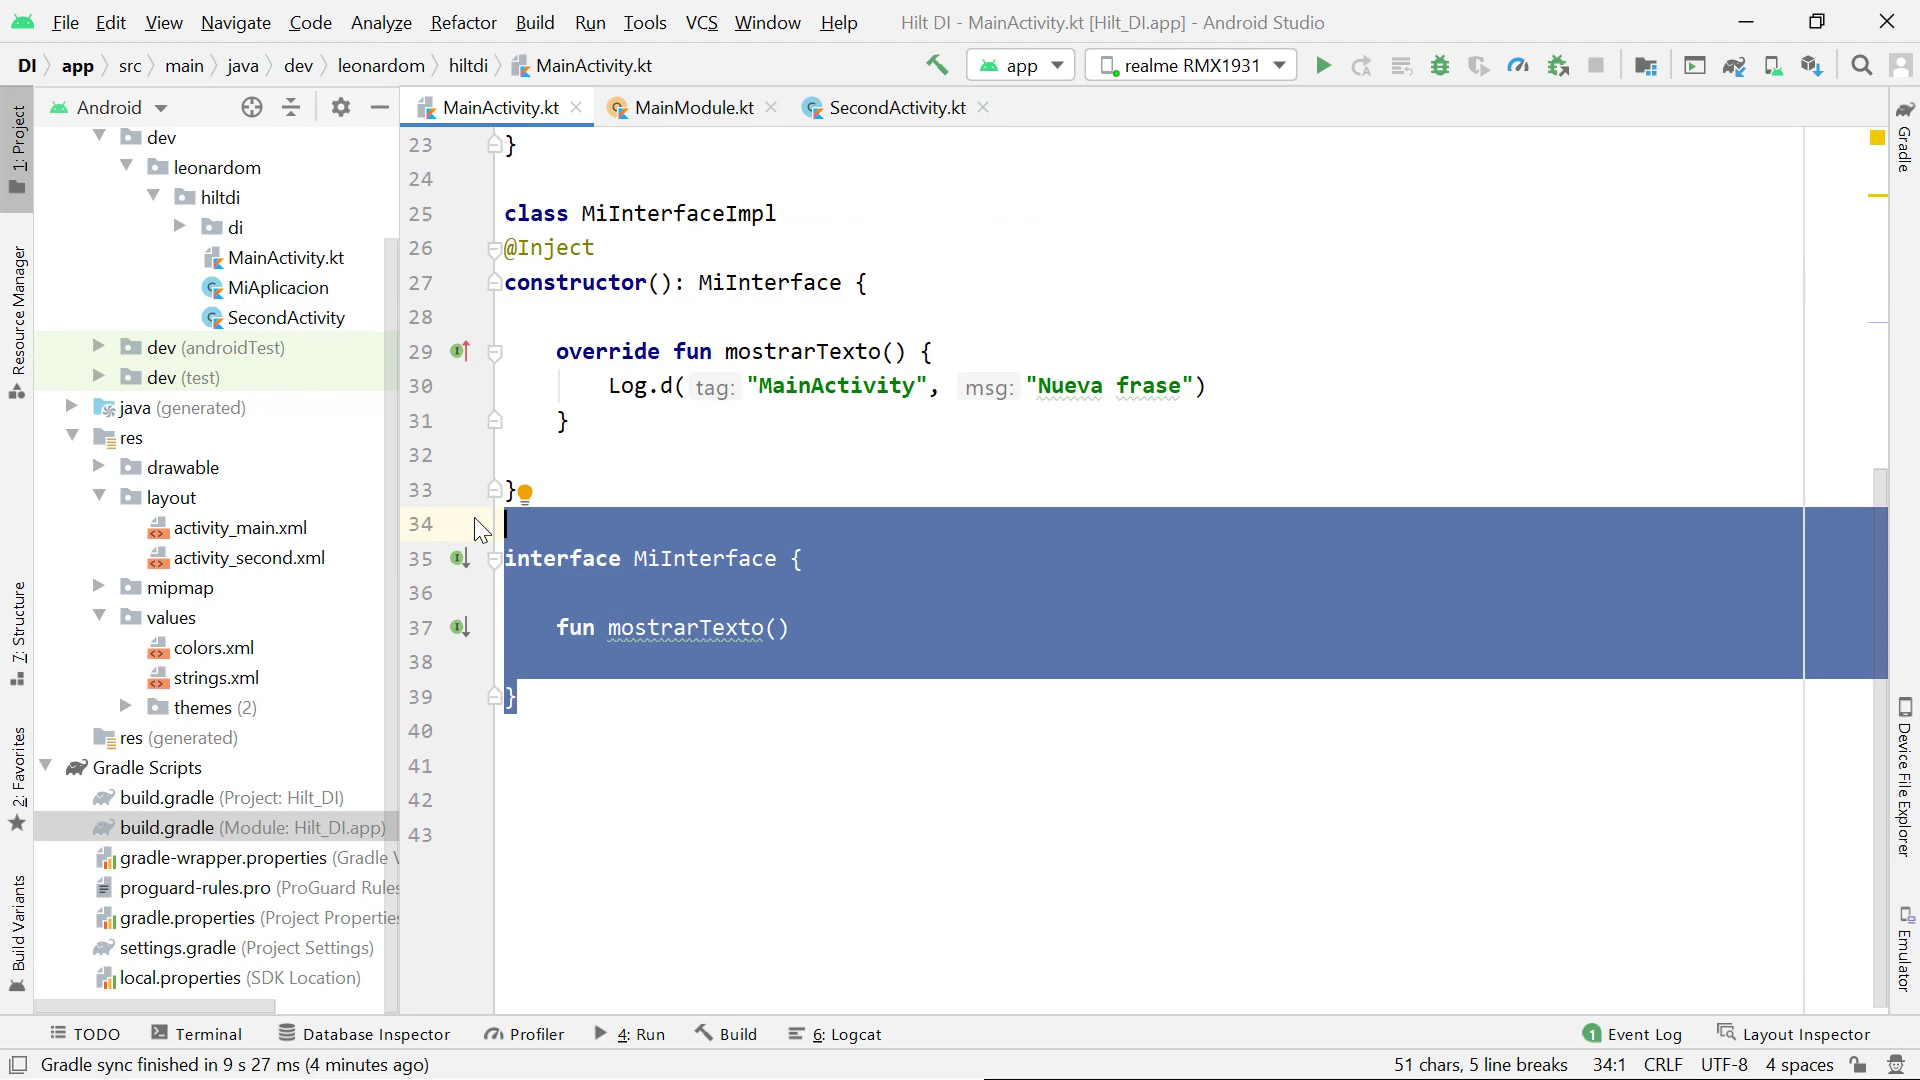 File Edit View Navigate Code Analyze Refactor Build Run Tools VCS Window Help Hilt DI - MainActivity.kt [Hilt_DI.app] - Android Studio
DI app src main java dev leonardom hiltdi MainActivity.kt app realme RMX1931
Android
MainActivity.kt MainModule.kt SecondActivity.kt
1: Project
Resource Manager
7: Structure
2: Favorites
Build Variants
dev
leonardom
hiltdi
di
MainActivity.kt
MiAplicacion
SecondActivity
dev (androidTest)
dev (test)
java (generated)
res
drawable
layout
activity_main.xml
activity_second.xml
mipmap
values
colors.xml
strings.xml
themes (2)
res (generated)
Gradle Scripts
build.gradle (Project: Hilt_DI)
build.gradle (Module: Hilt_DI.app)
gradle-wrapper.properties (Gradle
proguard-rules.pro (ProGuard Rules
gradle.properties (Project Properties
settings.gradle (Project Settings)
local.properties (SDK Location)
23 }
24
25 class MiInterfaceImpl
26 @Inject
27 constructor(): MiInterface {
28
29 override fun mostrarTexto() {
30 Log.d( tag: "MainActivity", msg: "Nueva frase")
31 }
32
33 }
34
35 interface MiInterface {
36
37 fun mostrarTexto()
38
39 }
40
41
42
43
Gradle
Device File Explorer
Emulator
TODO Terminal Database Inspector Profiler 4: Run Build 6: Logcat 1 Event Log Layout Inspector
Gradle sync finished in 9 s 27 ms (4 minutes ago) 51 chars, 5 line breaks 34:1 CRLF UTF-8 4 spaces